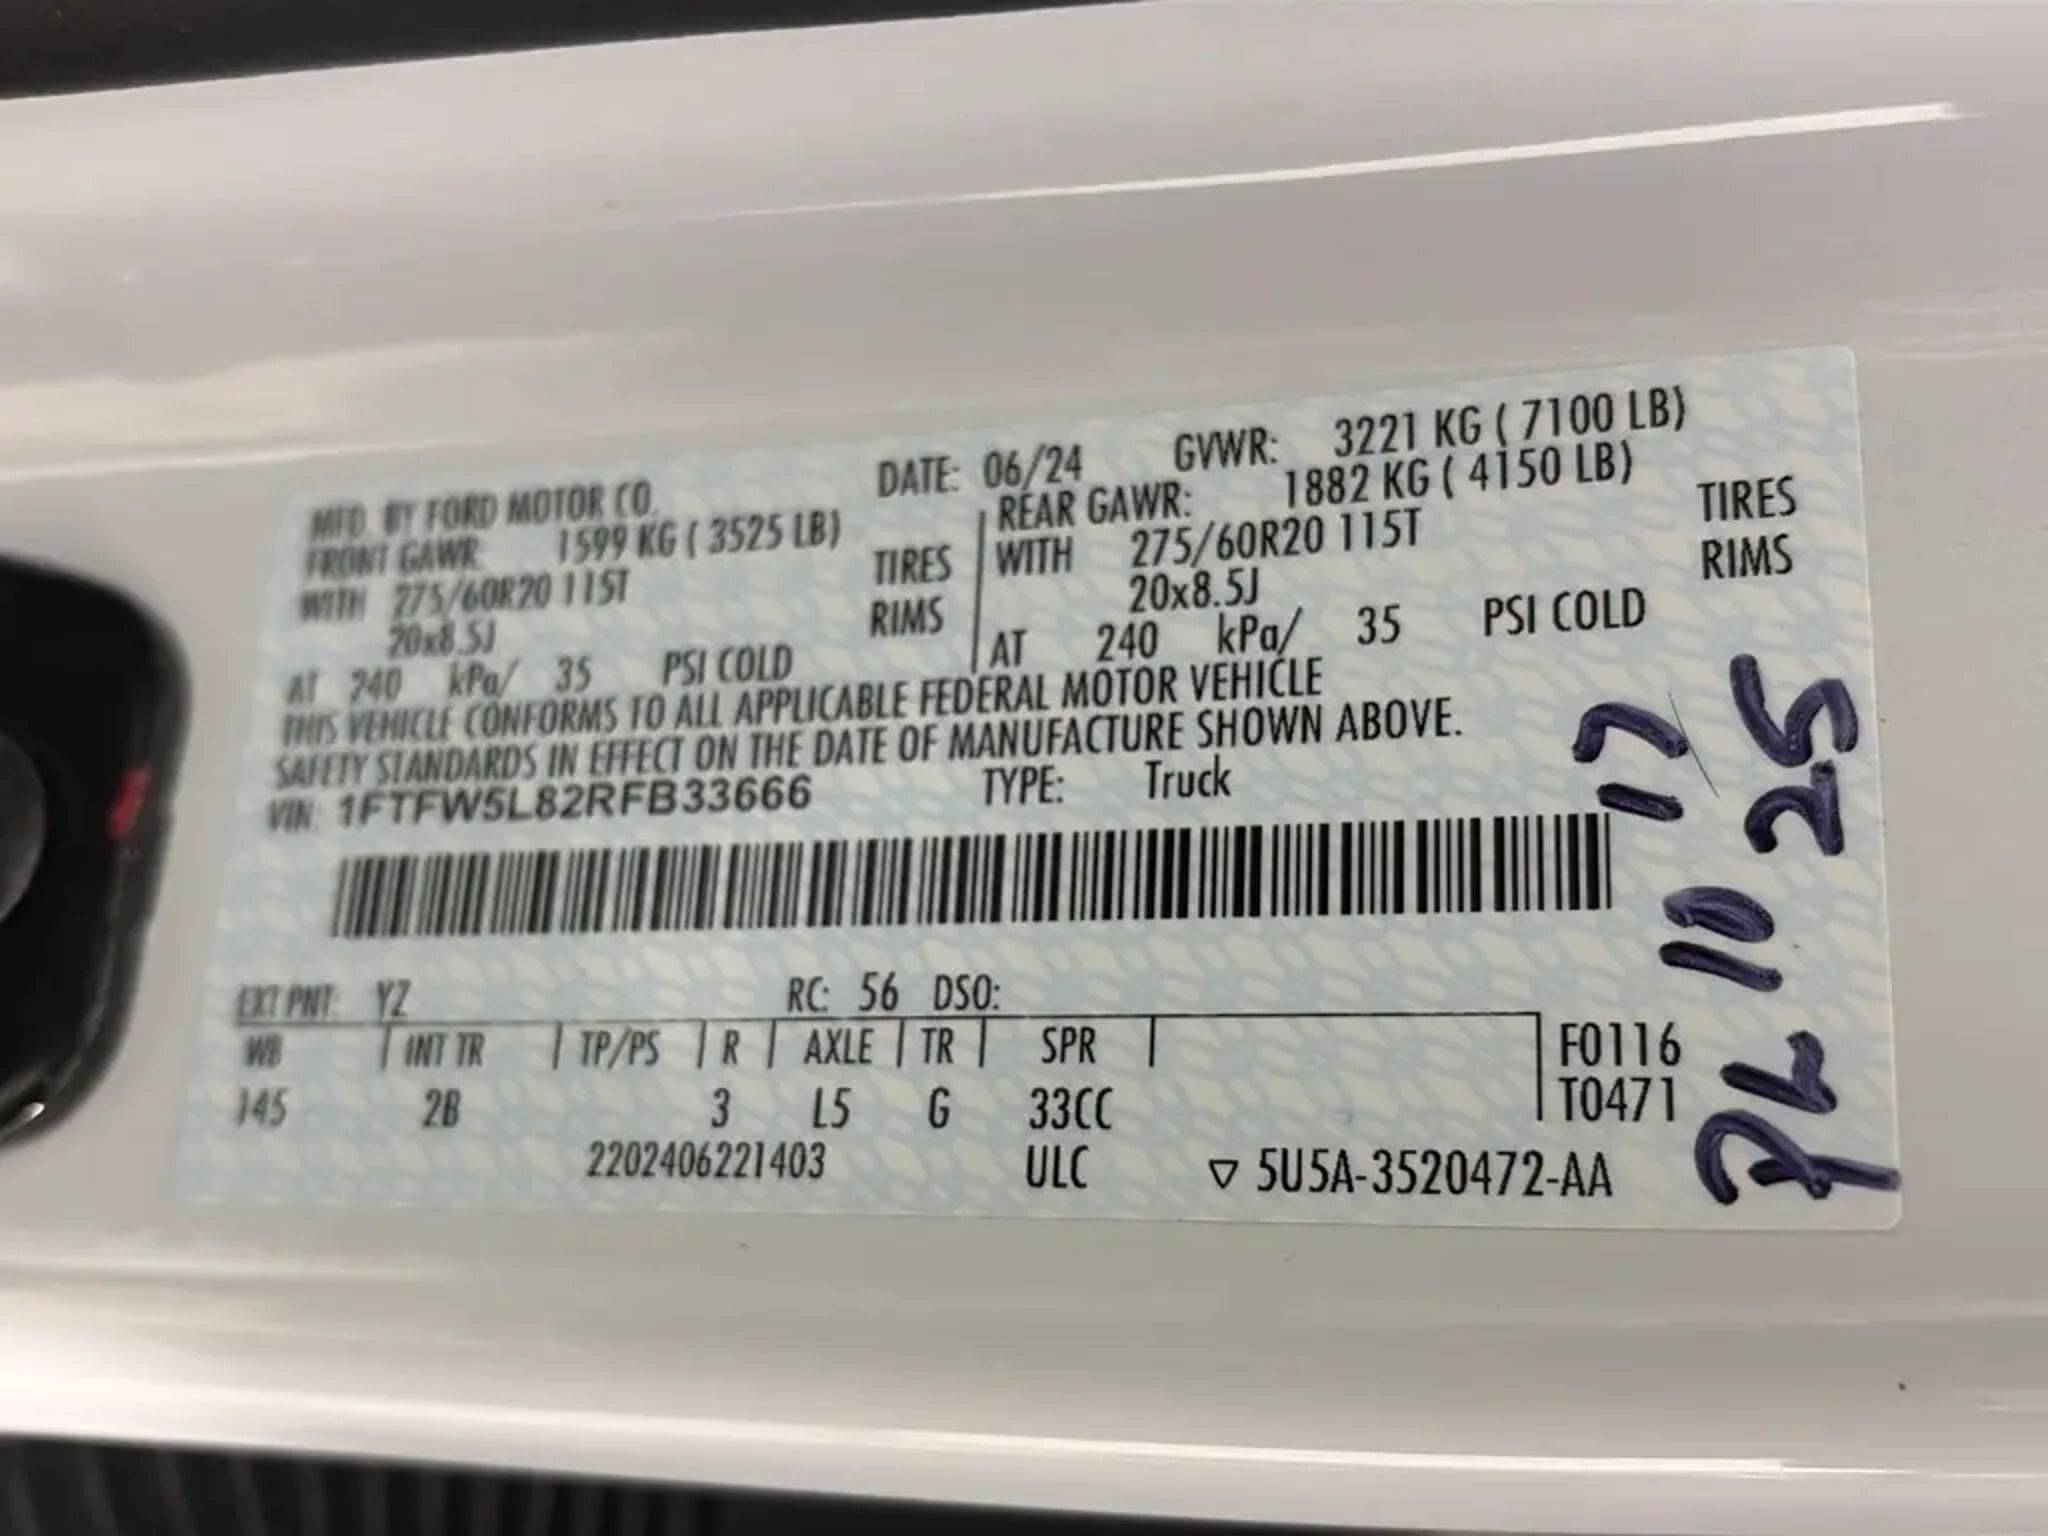 MFD. BY FORD MOTOR CO. DATE: 06/24 GVWR: 3221 KG ( 7100 LB)
FRONT GAWR: 1599 KG ( 3525 LB) REAR GAWR: 1882 KG ( 4150 LB)
WITH 275/60R20 115T TIRES WITH 275/60R20 115T TIRES
20x8.5J RIMS 20x8.5J RIMS
AT 240 kPa/ 35 PSI COLD AT 240 kPa/ 35 PSI COLD
THIS VEHICLE CONFORMS TO ALL APPLICABLE FEDERAL MOTOR VEHICLE
SAFETY STANDARDS IN EFFECT ON THE DATE OF MANUFACTURE SHOWN ABOVE.
VIN: 1FTFW5L82RFB33666 TYPE: Truck
EXT PNT: YZ RC: 56 DSO:
WB INT TR TP/PS R AXLE TR SPR F0116
145 2B 3 L5 G 33CC T0471
2202406221403 ULC ▽ 5U5A-3520472-AA
10 25
17